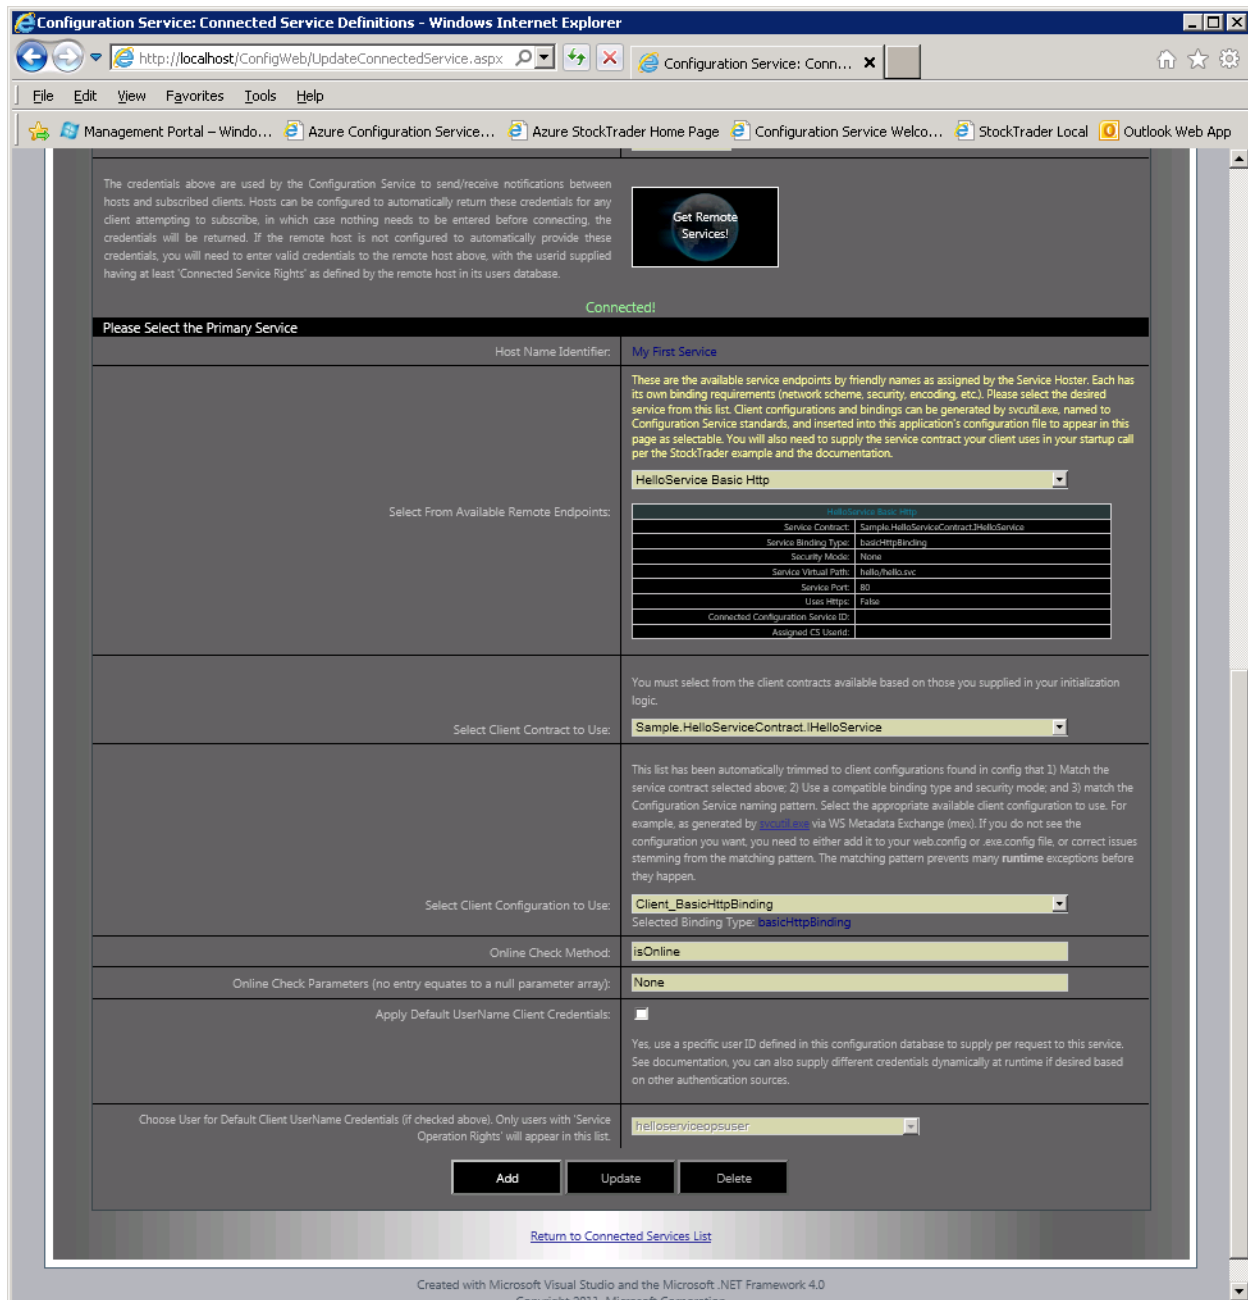 Configuration Service: Connected Service Definitions - Windows Internet Explorer
http://localhost/ConfigWeb/UpdateConnectedService.aspx
Configuration Service: Conn...
File Edit View Favorites Tools Help
Management Portal – Windo... Azure Configuration Service... Azure StockTrader Home Page Configuration Service Welco... StockTrader Local Outlook Web App
The credentials above are used by the Configuration Service to send/receive notifications between
hosts and subscribed clients. Hosts can be configured to automatically return these credentials for any
client attempting to subscribe, in which case nothing needs to be entered before connecting, the
credentials will be returned. If the remote host is not configured to automatically provide these
credentials, you will need to enter valid credentials to the remote host above, with the userid supplied
having at least 'Connected Service Rights' as defined by the remote host in its users database.
Get Remote
Services!
Connected!
Please Select the Primary Service
Host Name Identifier: My First Service
These are the available service endpoints by friendly names as assigned by the Service Hoster. Each has
its own binding requirements (network scheme, security, encoding, etc.). Please select the desired
service from this list. Client configurations and bindings can be generated by svcutil.exe, named to
Configuration Service standards, and inserted into this application's configuration file to appear in this
page as selectable. You will also need to supply the service contract your client uses in your startup call
per the StockTrader example and the documentation.
HelloService Basic Http
Select From Available Remote Endpoints:
HelloService Basic Http
Service Contract: Sample.HelloServiceContract.IHelloService
Service Binding Type: basicHttpBinding
Security Mode: None
Service Virtual Path: hello/hello.svc
Service Port: 80
Uses Https: False
Connected Configuration Service ID:
Assigned CS Userid:
You must select from the client contracts available based on those you supplied in your initialization
logic.
Select Client Contract to Use: Sample.HelloServiceContract.IHelloService
This list has been automatically trimmed to client configurations found in config that 1) Match the
service contract selected above; 2) Use a compatible binding type and security mode; and 3) match the
Configuration Service naming pattern. Select the appropriate available client configuration to use. For
example, as generated by svcutil.exe via WS Metadata Exchange (mex). If you do not see the
configuration you want, you need to either add it to your web.config or .exe.config file, or correct issues
stemming from the matching pattern. The matching pattern prevents many runtime exceptions before
they happen.
Select Client Configuration to Use: Client_BasicHttpBinding
Selected Binding Type: basicHttpBinding
Online Check Method: isOnline
Online Check Parameters (no entry equates to a null parameter array): None
Apply Default UserName Client Credentials:
Yes, use a specific user ID defined in this configuration database to supply per request to this service.
See documentation, you can also supply different credentials dynamically at runtime if desired based
on other authentication sources.
Choose User for Default Client UserName Credentials (if checked above). Only users with 'Service
Operation Rights' will appear in this list.
helloserviceopsuser
Add Update Delete
Return to Connected Services List
Created with Microsoft Visual Studio and the Microsoft .NET Framework 4.0
Copyright 2011, Microsoft Corporation